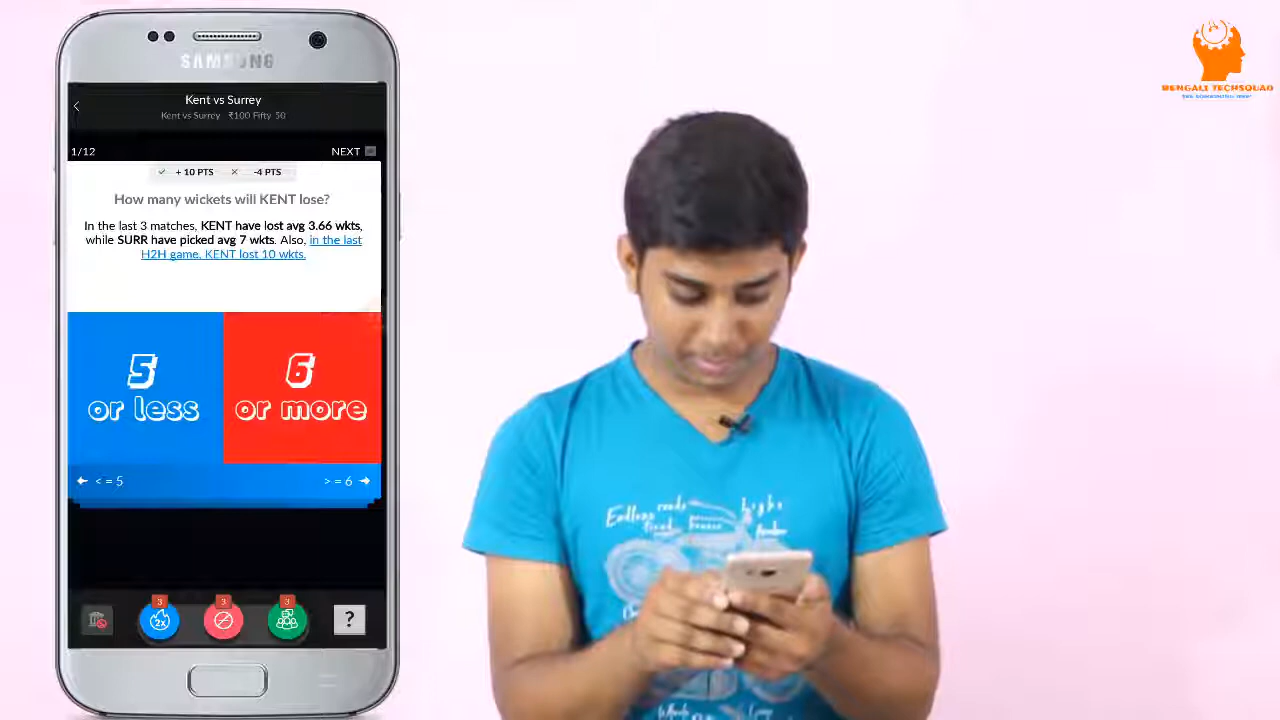 SAMSUNG
Kent vs Surrey
Kent vs Surrey ₹100 Fifty 50
1/12
NEXT
+ 10 PTS
-4 PTS
How many wickets will KENT lose?
In the last 3 matches, KENT have lost avg 3.66 wkts,
while SURR have picked avg 7 wkts. Also, in the last
H2H game, KENT lost 10 wkts.
5
or less
6
or more
< = 5
> = 6
3
3
3
2x
?
BENGALI TECHSQUAD
Endless roads